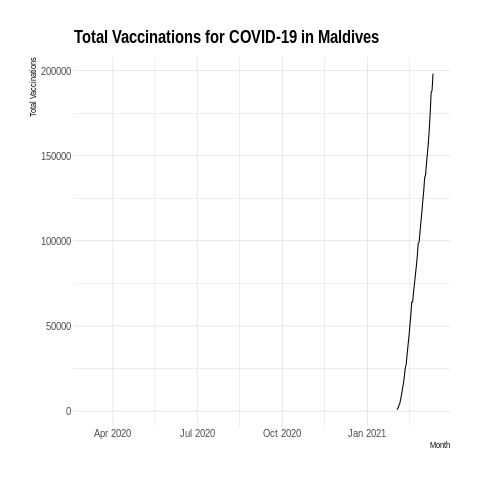 Total Vaccinations for COVID-19 in Maldives
Total Vaccinations
200000
150000
100000
50000
0
Apr 2020 Jul 2020 Oct 2020 Jan 2021
Month